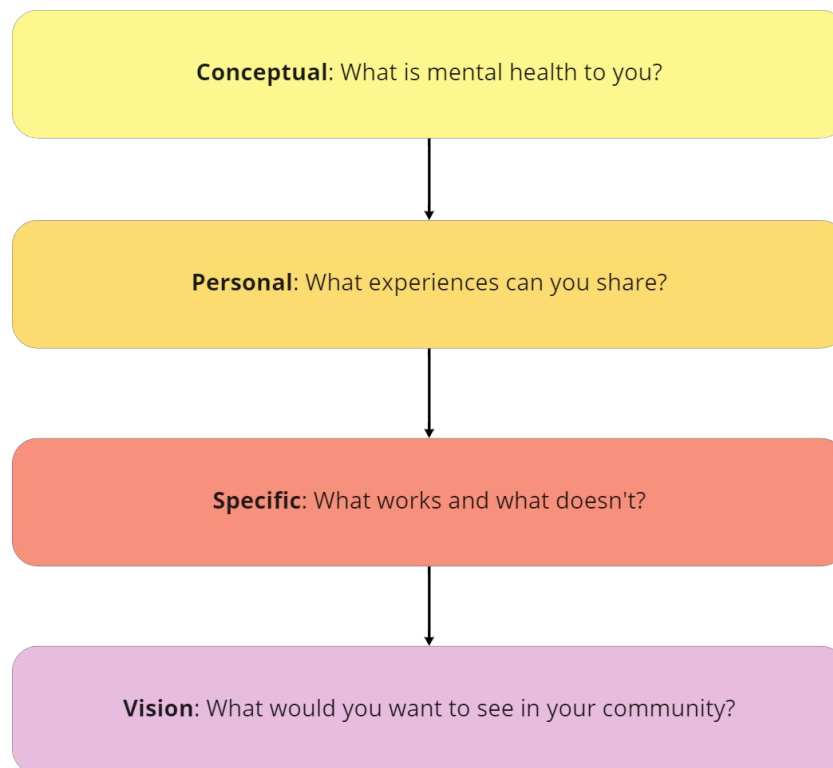 Conceptual: What is mental health to you?
Personal: What experiences can you share?
Specific: What works and what doesn't?
Vision: What would you want to see in your community?